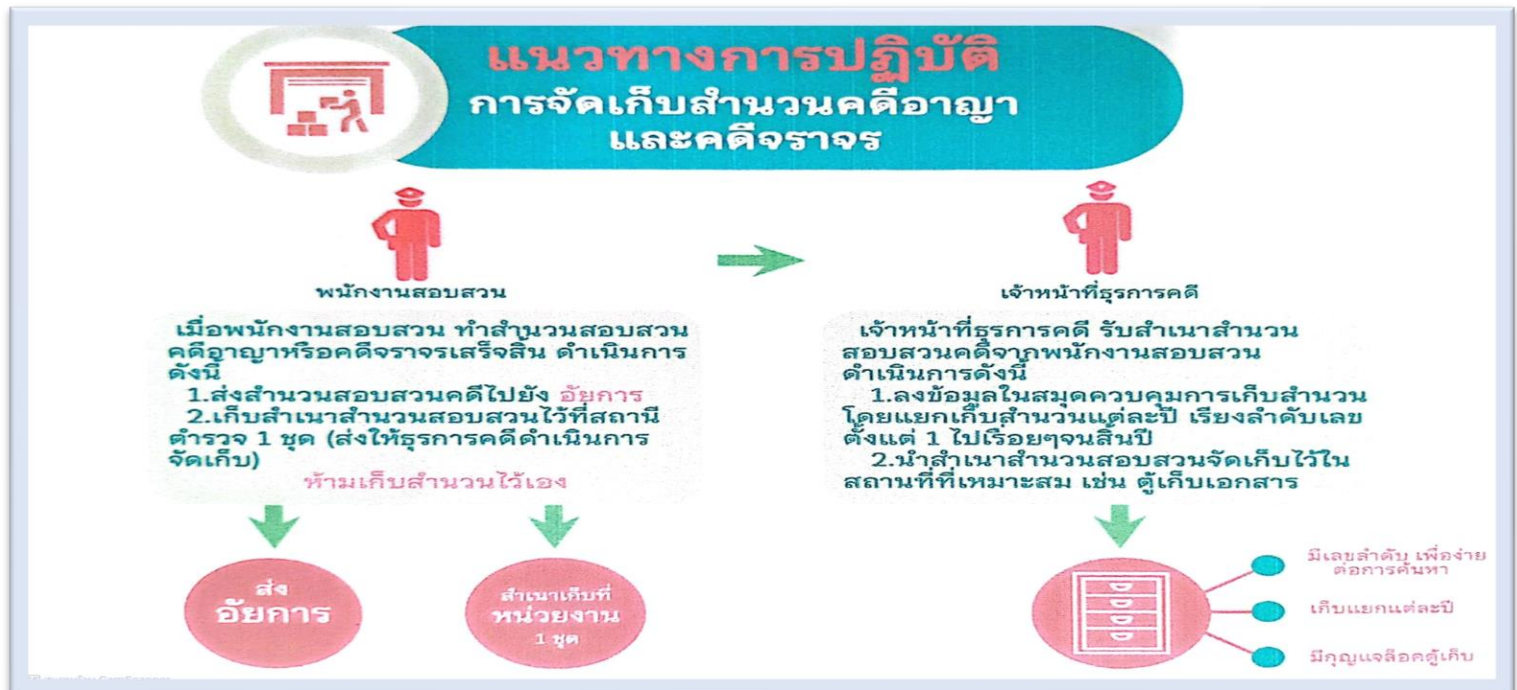 แนวทางการปฏิบัติ
การจัดเก็บสำนวนคดีอาญา
และคดีจราจร
พนักงานสอบสวน
เมื่อพนักงานสอบสวน ทำสำนวนสอบสวน
คดีอาญาหรือคดีจราจรเสร็จสิ้น ดำเนินการ
ดังนี้
1.ส่งสำนวนสอบสวนคดีไปยัง อัยการ
2.เก็บสำเนาสำนวนสอบสวนไว้ที่สถานี
ตำรวจ 1 ชุด (ส่งให้ธุรการคดีดำเนินการ
จัดเก็บ)
ห้ามเก็บสำนวนไว้เอง
ส่ง
อัยการ
สำเนาเก็บที่
หน่วยงาน
1 ชุด
เจ้าหน้าที่ธุรการคดี
เจ้าหน้าที่ธุรการคดี รับสำเนาสำนวน
สอบสวนคดีจากพนักงานสอบสวน
ดำเนินการดังนี้
1.ลงข้อมูลในสมุดควบคุมการเก็บสำนวน
โดยแยกเก็บสำนวนแต่ละปี เรียงลำดับเลข
ตั้งแต่ 1 ไปเรื่อยๆจนสิ้นปี
2.นำสำเนาสำนวนสอบสวนจัดเก็บไว้ใน
สถานที่ที่เหมาะสม เช่น ตู้เก็บเอกสาร
มีเลขลำดับ เพื่อง่าย
ต่อการค้นหา
เก็บแยกแต่ละปี
มีกุญแจล็อคตู้เก็บ